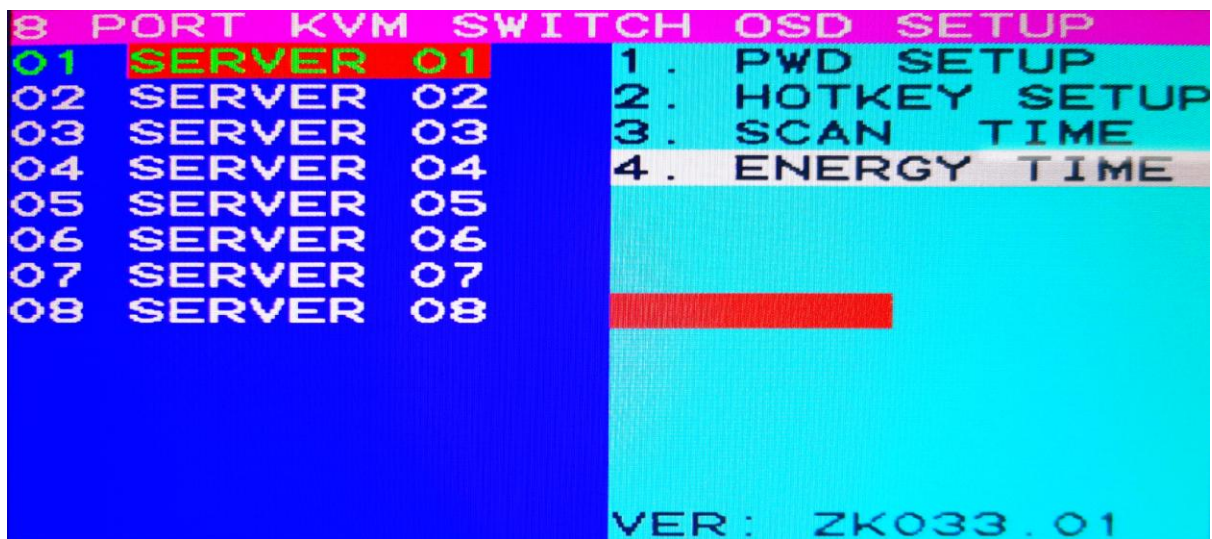 8 PORT KVM SWITCH OSD SETUP
01 SERVER 01
02 SERVER 02
03 SERVER 03
04 SERVER 04
05 SERVER 05
06 SERVER 06
07 SERVER 07
08 SERVER 08
1. PWD SETUP
2. HOTKEY SETUP
3. SCAN TIME
4. ENERGY TIME
VER: ZK033.01